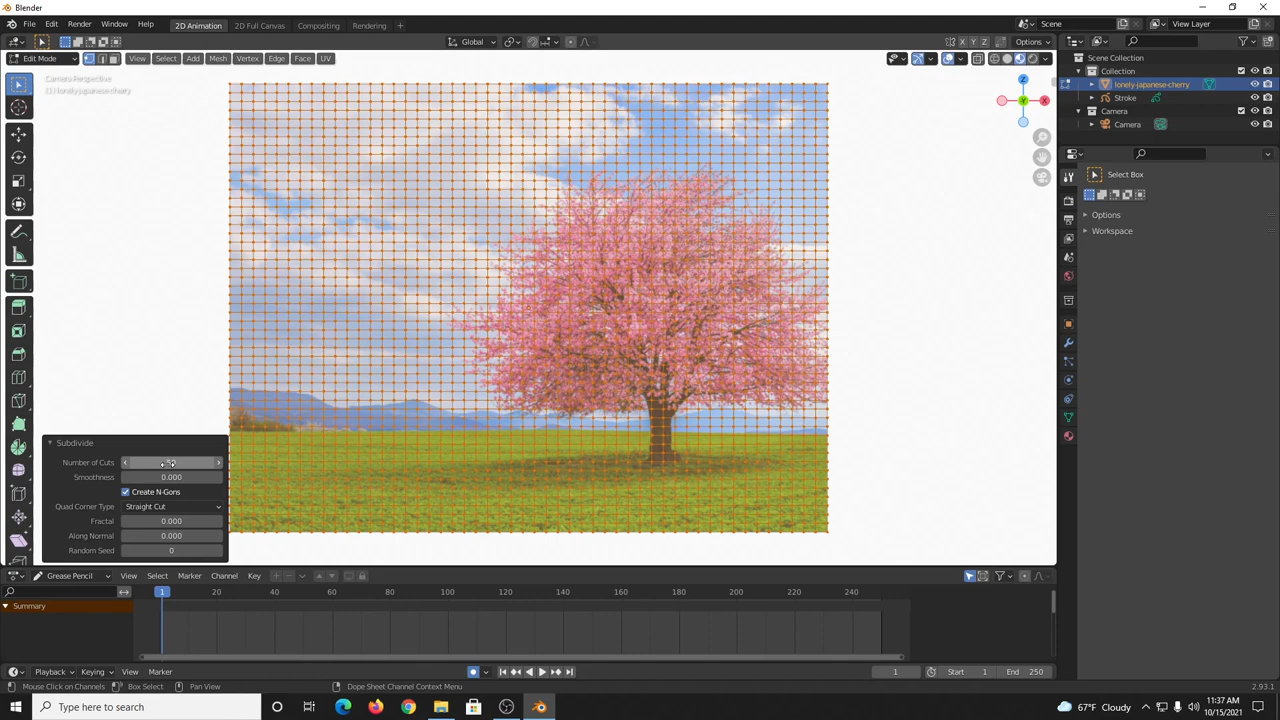 Blender
File Edit Render Window Help 2D Animation 2D Full Canvas Compositing Rendering + Scene View Layer
Global X Y Z Options
Edit Mode View Select Add Mesh Vertex Edge Face UV
Camera Perspective
(1) lonely-japanese-cherry
Z
Y
X
Scene Collection
Collection
lonely-japanese-cherry
Stroke
Camera
Camera
Select Box
Options
Workspace
Subdivide
Number of Cuts
Smoothness 0.000
Create N-Gons
Quad Corner Type Straight Cut
Fractal 0.000
Along Normal 0.000
Random Seed 0
Grease Pencil View Select Marker Channel Key
1 20 40 60 80 100 120 140 160 180 200 220 240
Summary
Playback Keying View Marker 1 Start 1 End 250
Mouse Click on Channels Box Select Pan View Dope Sheet Channel Context Menu 2.93.1
Type here to search
67°F Cloudy
11:37 AM
10/15/2021